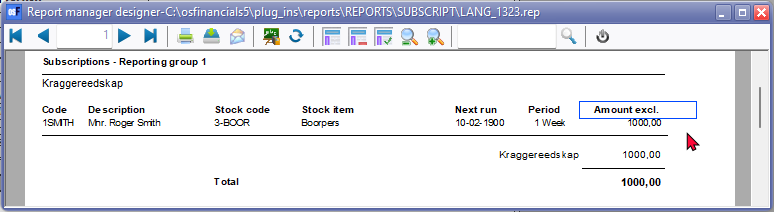 Report manager designer-C:\osfinancials5\plug_ins\reports\REPORTS\SUBSCRIPT\LANG_1323.rep
1
Subscriptions - Reporting group 1
Kraggereedskap
Code Description Stock code Stock item Next run Period Amount excl.
1SMITH Mnr. Roger Smith 3-BOOR Boorpers 10-02-1900 1 Week 1000,00
Kraggereedskap 1000,00
Total 1000,00